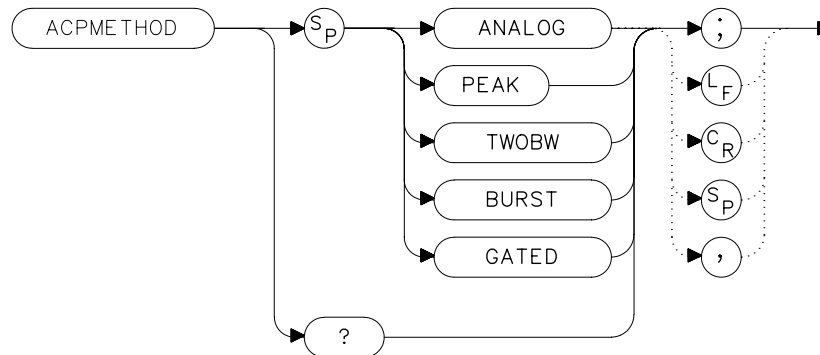 ACPMETHOD SP ANALOG ;
PEAK LF
TWOBW CR
BURST SP
GATED ,
?